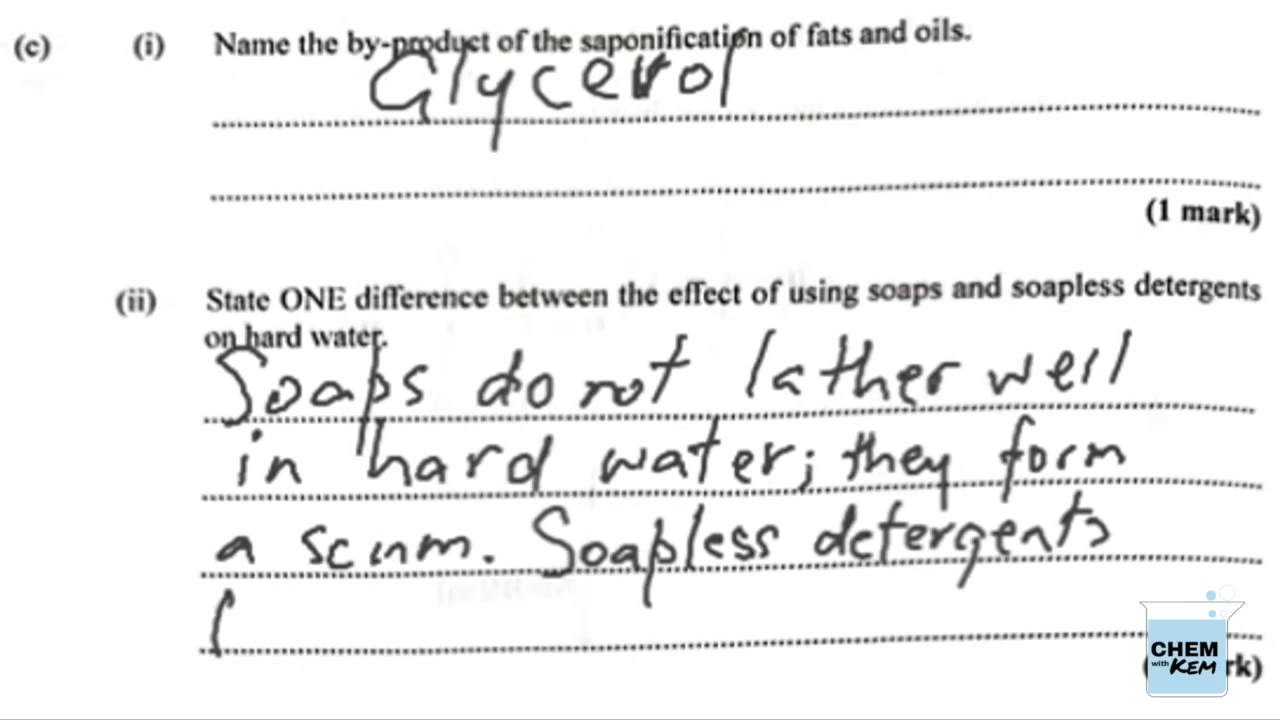 (c) (i) Name the by-product of the saponification of fats and oils.
Glycerol
(1 mark)
(ii) State ONE difference between the effect of using soaps and soapless detergents
on hard water.
Soaps do not lather well
in hard water; they form
a scum. Soapless detergents
CHEM
with KEM
rk)